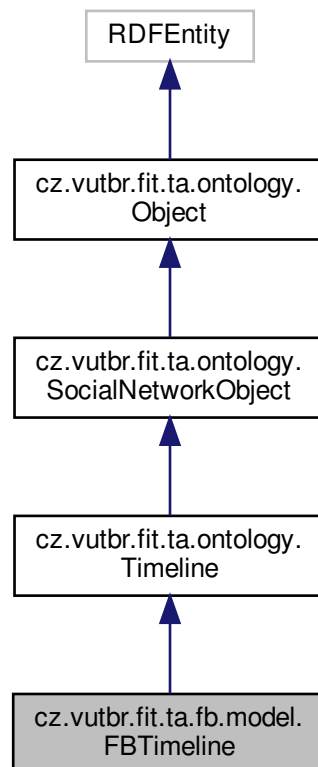 RDFEntity
cz.vutbr.fit.ta.ontology.
Object
cz.vutbr.fit.ta.ontology.
SocialNetworkObject
cz.vutbr.fit.ta.ontology.
Timeline
cz.vutbr.fit.ta.fb.model.
FBTimeline